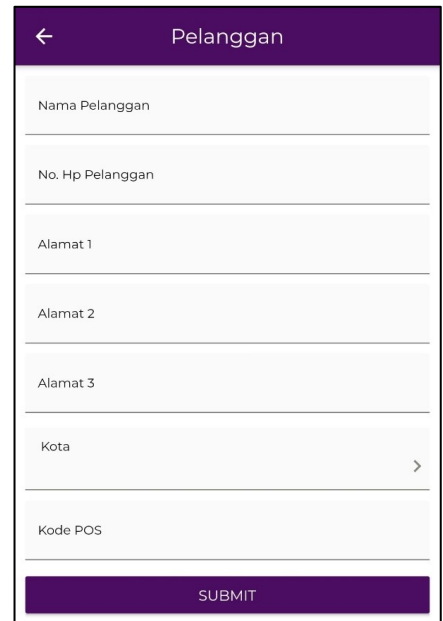 Pelanggan
Nama Pelanggan
No. Hp Pelanggan
Alamat 1
Alamat 2
Alamat 3
Kota
Kode POS
SUBMIT